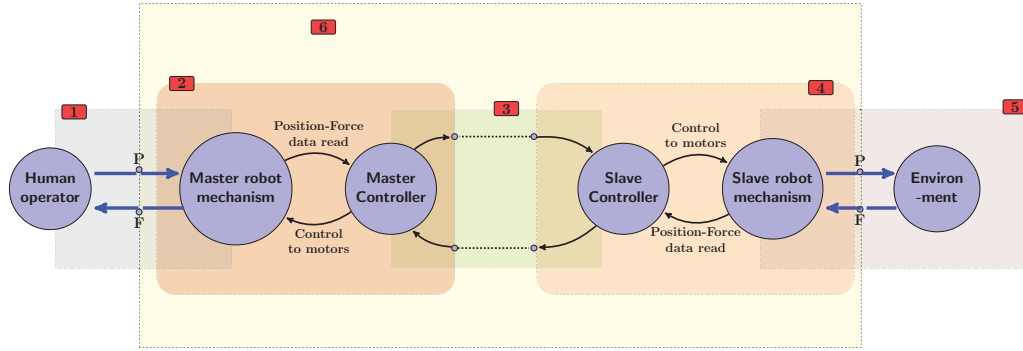 6
2
4
1
3
5
Position-Force
data read
Control
to motors
P
P
Human
operator
Master robot
mechanism
Master
Controller
Slave
Controller
Slave robot
mechanism
Environ
-ment
F
F
Control
to motors
Position-Force
data read